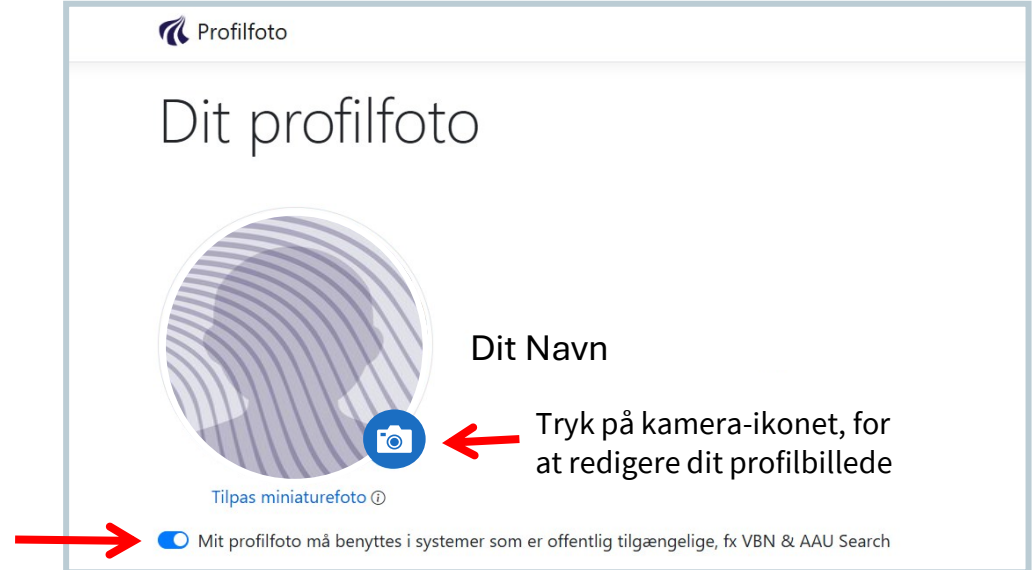 Profilfoto
Dit profilfoto
Dit Navn
Tryk på kamera-ikonet, for
at redigere dit profilbillede
Tilpas miniaturefoto
Mit profilfoto må benyttes i systemer som er offentlig tilgængelige, fx VBN & AAU Search